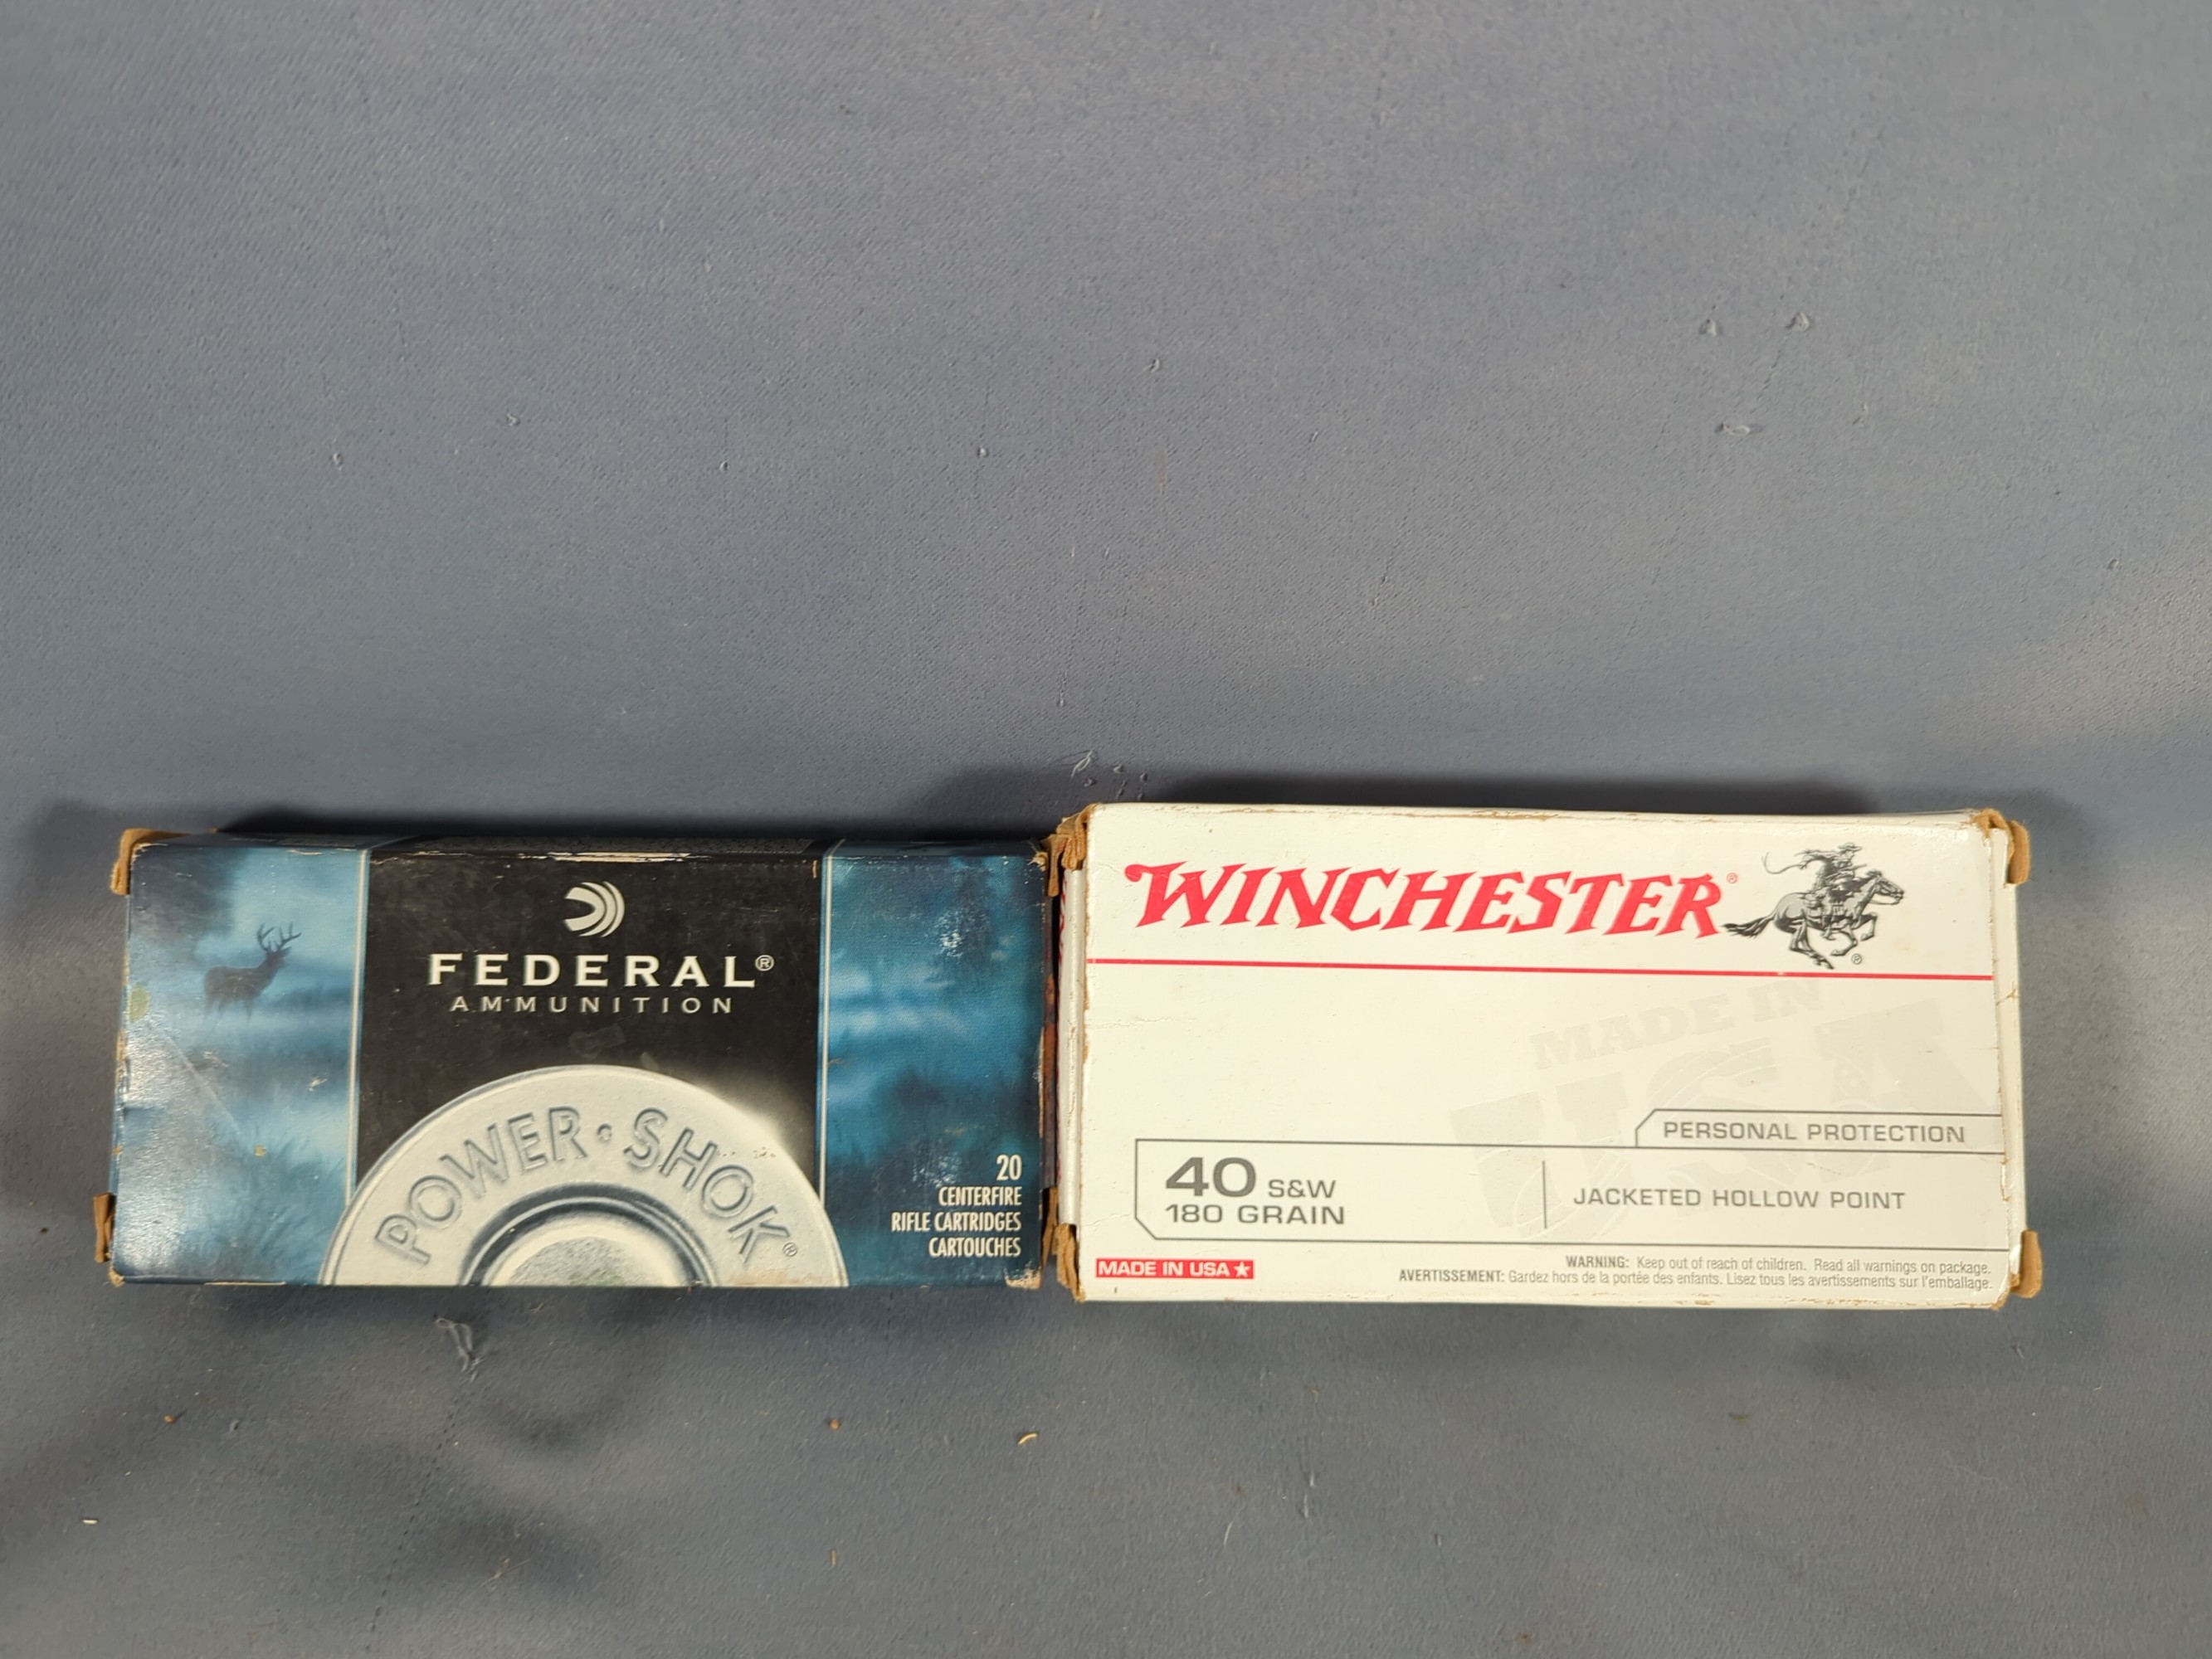 FEDERAL®
AMMUNITION
POWER·SHOK®
20
CENTERFIRE
RIFLE CARTRIDGES
CARTOUCHES
WINCHESTER®
®
MADE IN
USA
PERSONAL PROTECTION
40 S&W
180 GRAIN
JACKETED HOLLOW POINT
MADE IN USA
WARNING: Keep out of reach of children. Read all warnings on package.
AVERTISSEMENT: Gardez hors de la portée des enfants. Lisez tous les avertissements sur l'emballage.